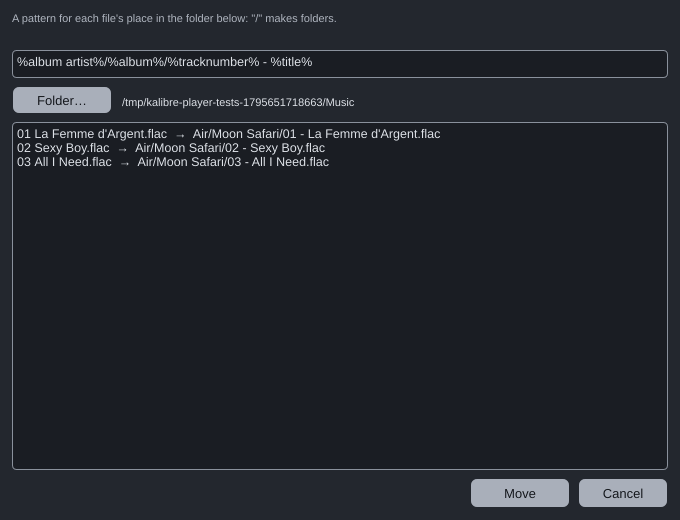 A pattern for each file's place in the folder below: "/" makes folders.
%album artist%/%album%/%tracknumber% - %title%
Folder… /tmp/kalibre-player-tests-1795651718663/Music
01 La Femme d'Argent.flac → Air/Moon Safari/01 - La Femme d'Argent.flac
02 Sexy Boy.flac → Air/Moon Safari/02 - Sexy Boy.flac
03 All I Need.flac → Air/Moon Safari/03 - All I Need.flac
Move Cancel